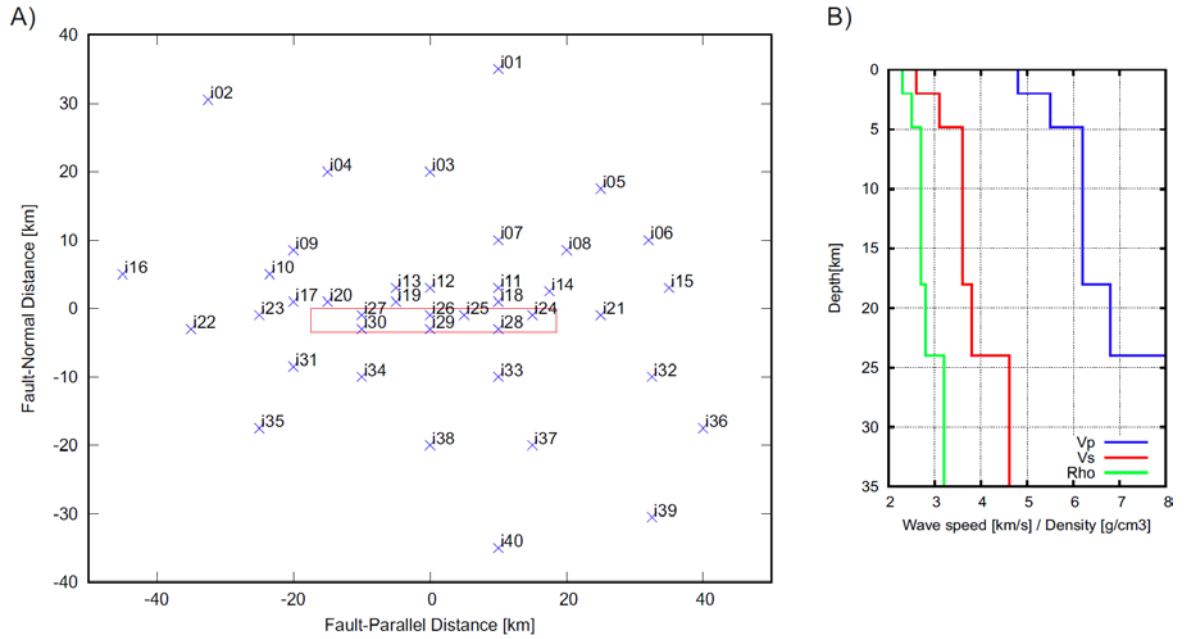 A)
B)
40
30
20
10
0
-10
-20
-30
-40
Fault-Normal Distance [km]
i01
i02
i04
i03
i05
i07
i06
i09
i08
i16
i10
i13
i12
i11
i14
i15
i17
i20
i19
i18
i23
i27
i26
i25
i24
i21
i22
i30
i29
i28
i31
i34
i33
i32
i35
i36
i38
i37
i39
i40
-40
-20
0
20
40
Fault-Parallel Distance [km]
0
5
10
15
20
25
30
35
Depth[km]
Vp
Vs
Rho
2
3
4
5
6
7
8
Wave speed [km/s] / Density [g/cm3]